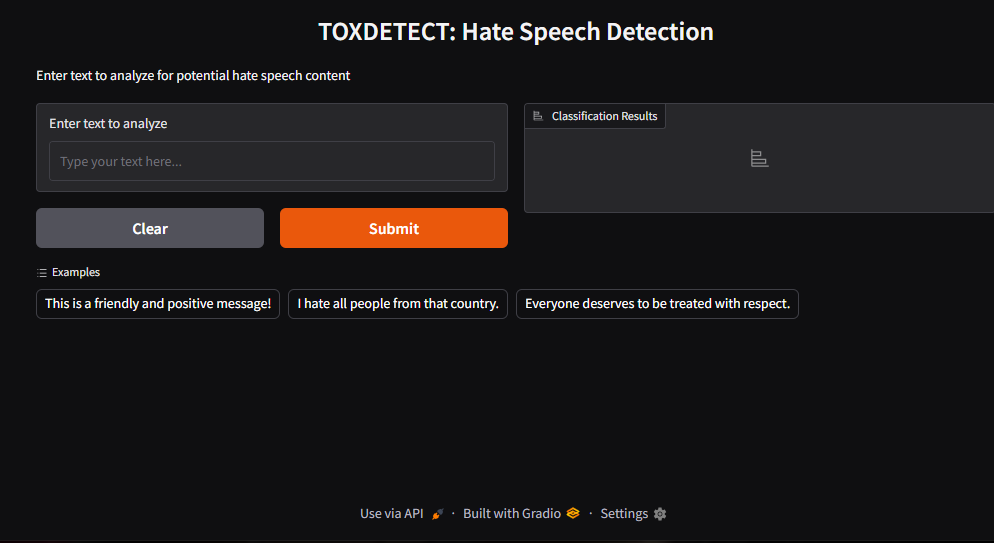 TOXDETECT: Hate Speech Detection
Enter text to analyze for potential hate speech content
Enter text to analyze
Type your text here...
Classification Results
Clear
Submit
Examples
This is a friendly and positive message!
I hate all people from that country.
Everyone deserves to be treated with respect.
Use via API · Built with Gradio · Settings